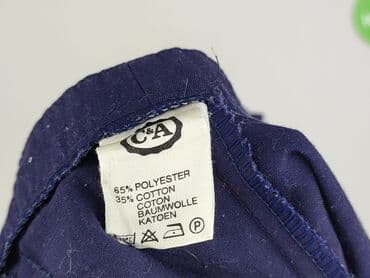 C&A
65% POLYESTER
35% COTTON
COTON
BAUMWOLLE
KATOEN
P